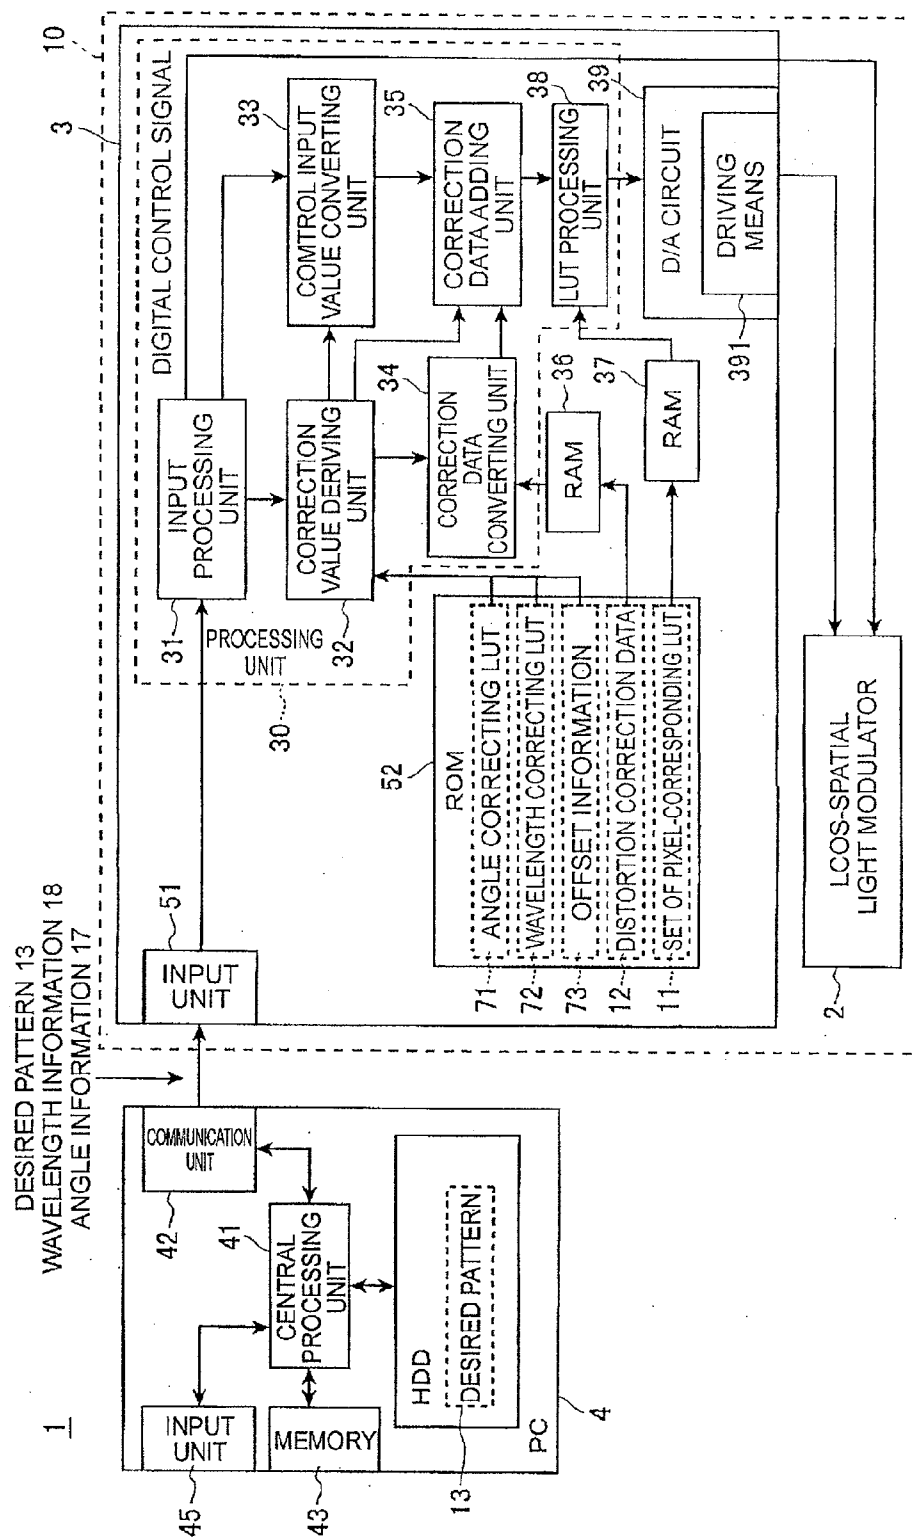 1
DESIRED PATTERN 13
WAVELENGTH INFORMATION 18
ANGLE INFORMATION 17
10
3
45
INPUT
UNIT
42
COMMUNICATION
UNIT
41
CENTRAL
PROCESSING
UNIT
43
MEMORY
HDD
13
DESIRED PATTERN
PC
4
51
INPUT
UNIT
DIGITAL CONTROL SIGNAL
31
INPUT
PROCESSING
UNIT
PROCESSING
UNIT
30
32
CORRECTION
VALUE DERIVING
UNIT
33
COMTROL INPUT
VALUE CONVERTING
UNIT
34
CORRECTION
DATA
CONVERTING UNIT
35
CORRECTION
DATA ADDING
UNIT
36
RAM
37
RAM
38
LUT PROCESSING
UNIT
39
D/A CIRCUIT
DRIVING
MEANS
391
52
ROM
71
ANGLE CORRECTING LUT
72
WAVELENGTH CORRECTING LUT
73
OFFSET INFORMATION
12
DISTORTION CORRECTION DATA
11
SET OF PIXEL-CORRESPONDING LUT
2
LCOS-SPATIAL
LIGHT MODULATOR